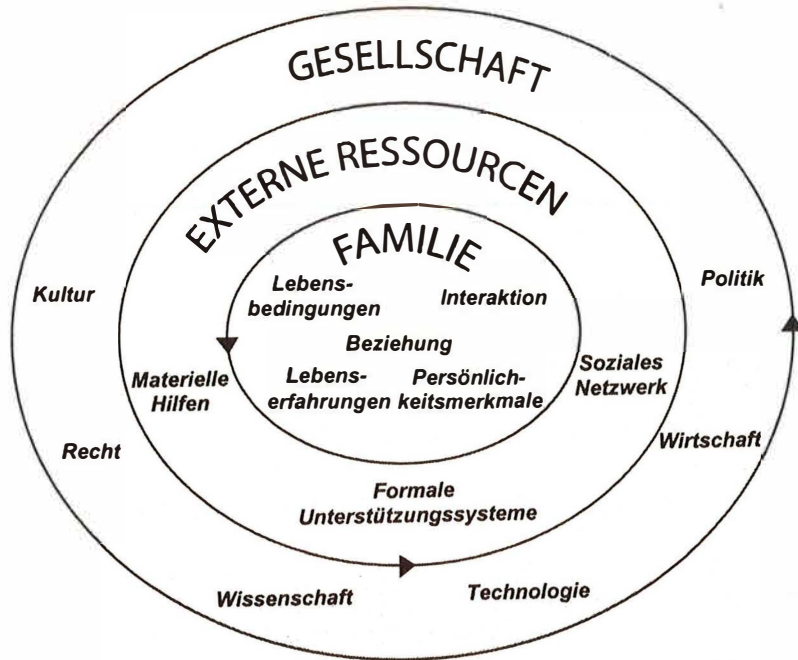 GESELLSCHAFT
EXTERNE RESSOURCEN
FAMILIE
Lebens-
bedingungen
Interaktion
Beziehung
Lebens-
erfahrungen
Persönlich-
keitsmerkmale
Kultur
Politik
Materielle
Hilfen
Soziales
Netzwerk
Recht
Wirtschaft
Formale
Unterstützungssysteme
Wissenschaft
Technologie